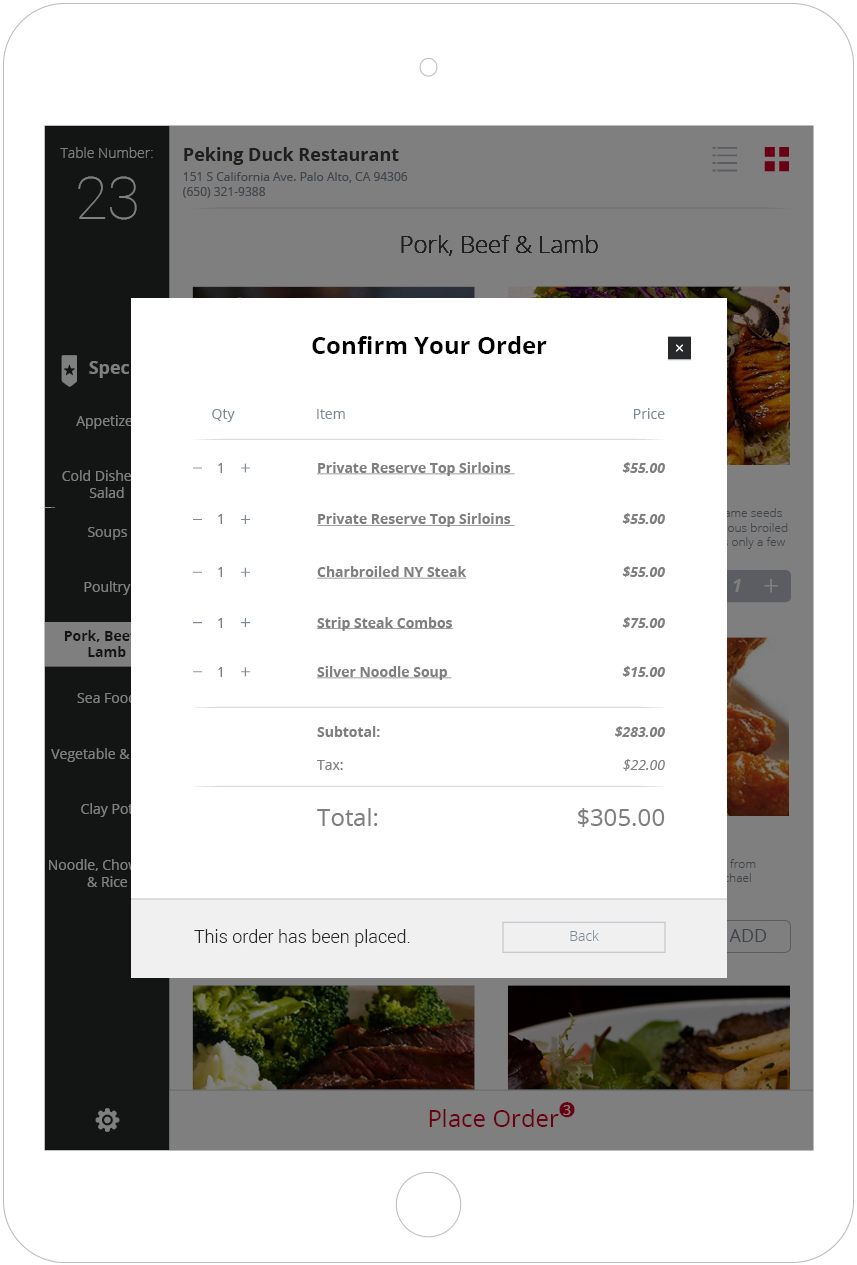 Table Number:
23
Peking Duck Restaurant
151 S California Ave. Palo Alto, CA 94306
(650) 321-9388
Pork, Beef & Lamb
Confirm Your Order
×
Qty Item Price
− 1 + Private Reserve Top Sirloins $55.00
− 1 + Private Reserve Top Sirloins $55.00
− 1 + Charbroiled NY Steak $55.00
− 1 + Strip Steak Combos $75.00
− 1 + Silver Noodle Soup $15.00
Subtotal: $283.00
Tax: $22.00
Total: $305.00
This order has been placed.
Back
Spec
Appetize
Cold Dishe
Salad
Soups
Poultry
Pork, Bee
Lamb
Sea Foo
Vegetable &
Clay Pot
Noodle, Cho
& Rice
ame seeds
ous broiled
only a few
1 +
from
chael
ADD
Place Order 3